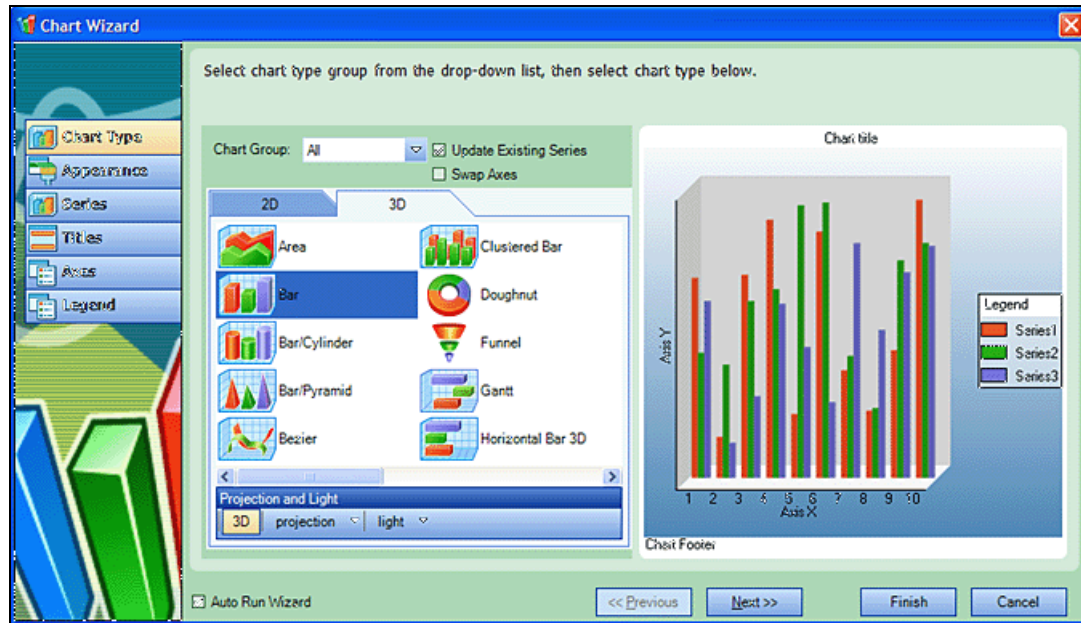 Chart Wizard
Select chart type group from the drop-down list, then select chart type below.
Chart Type
Appearance
Series
Titles
Axes
Legend
Chart Group: All
Update Existing Series
Swap Axes
2D 3D
Area
Clustered Bar
Bar
Doughnut
Bar/Cylinder
Funnel
Bar/Pyramid
Gantt
Bezier
Horizontal Bar 3D
Projection and Light
3D projection light
Chart title
Axis Y
1 2 3 4 5 6 7 8 9 10
Axis X
Legend
Series1
Series2
Series3
Chart Footer
Auto Run Wizard
<< Previous
Next >>
Finish
Cancel